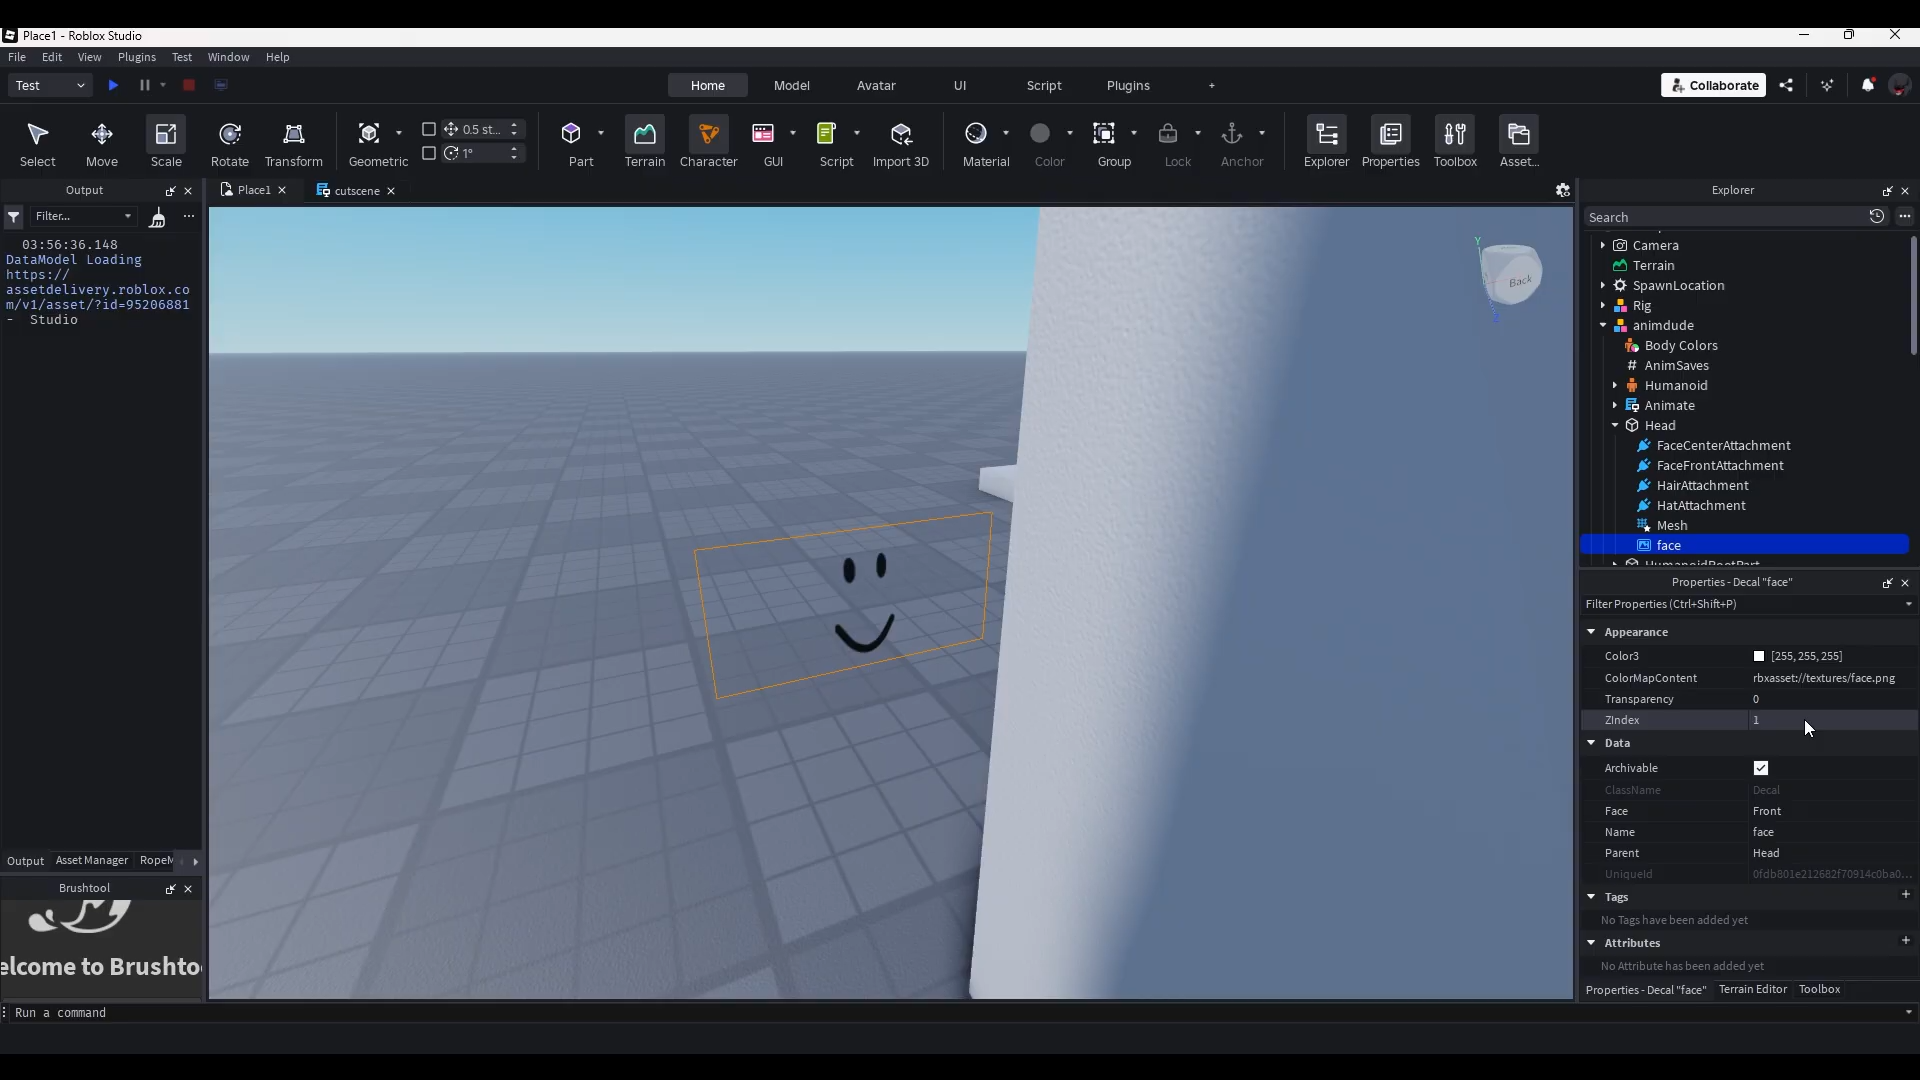 Place1 - Roblox Studio
File Edit View Plugins Test Window Help
Test Home Model Avatar UI Script Plugins + Collaborate
0.5 st...
1°
Select Move Scale Rotate Transform Geometric Part Terrain Character GUI Script Import 3D Material Color Group Lock Anchor Explorer Properties Toolbox Asset...
Output
Filter...
03:56:36.148
DataModel Loading
https://
assetdelivery.roblox.co
m/v1/asset/?id=95206881
- Studio
Output Asset Manager RopeM
Brushtool
elcome to Brushto
Place1 cutscene
Y
Back
Z
Explorer
Search
Camera
Terrain
SpawnLocation
Rig
animdude
Body Colors
# AnimSaves
Humanoid
Animate
Head
FaceCenterAttachment
FaceFrontAttachment
HairAttachment
HatAttachment
Mesh
face
HumanoidRootPart
Properties - Decal "face"
Filter Properties (Ctrl+Shift+P)
Appearance
Color3 [255, 255, 255]
ColorMapContent rbxasset://textures/face.png
Transparency 0
ZIndex 1
Data
Archivable
ClassName Decal
Face Front
Name face
Parent Head
UniqueId 0fdb801e212682f70914c0ba0...
Tags +
No Tags have been added yet
Attributes +
No Attribute has been added yet
Properties - Decal "face" Terrain Editor Toolbox
Run a command